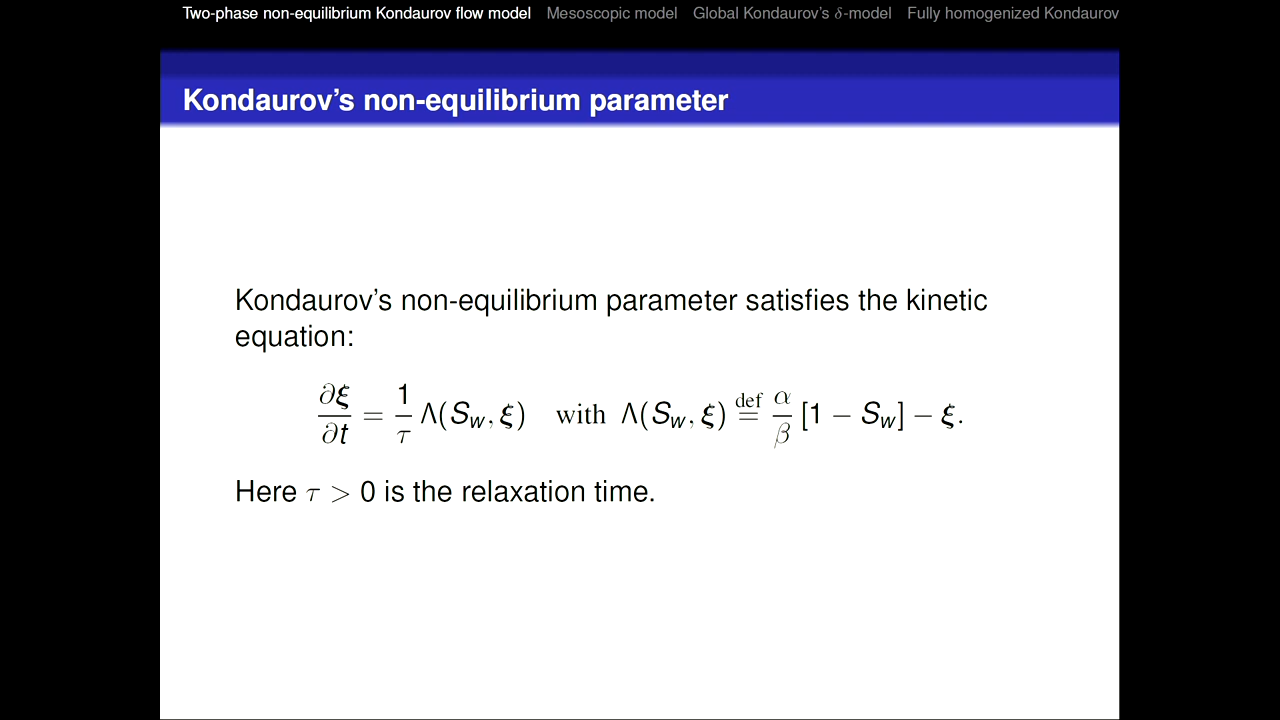 Two-phase non-equilibrium Kondaurov flow model Mesoscopic model Global Kondaurov's δ-model Fully homogenized Kondaurov
Kondaurov's non-equilibrium parameter
Kondaurov's non-equilibrium parameter satisfies the kinetic
equation:
∂ξ/∂t = 1/τ Λ(S_w, ξ) with Λ(S_w, ξ) def= α/β [1 − S_w] − ξ.
Here τ > 0 is the relaxation time.